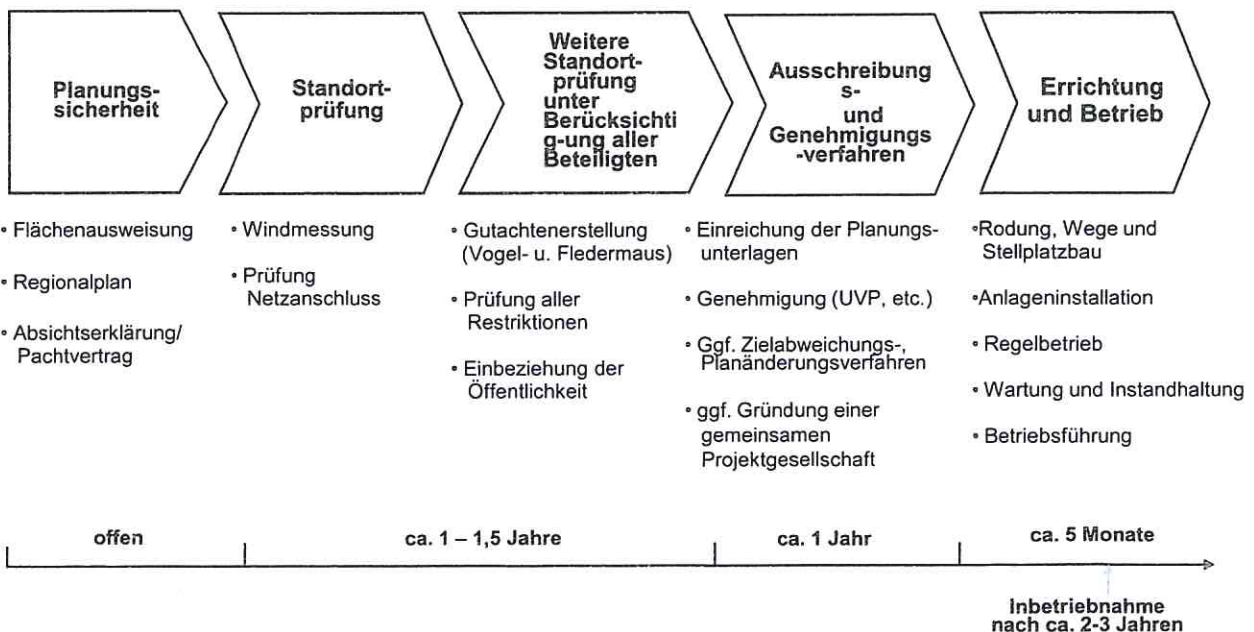 Planungs-
sicherheit
Standort-
prüfung
Weitere
Standort-
prüfung
unter
Berücksichti
g-ung aller
Beteiligten
Ausschreibung
s-
und
Genehmigungs
-verfahren
Errichtung
und Betrieb
• Flächenausweisung
• Regionalplan
• Absichtserklärung/
Pachtvertrag
• Windmessung
• Prüfung
Netzanschluss
• Gutachtenerstellung
(Vogel- u. Fledermaus)
• Prüfung aller
Restriktionen
• Einbeziehung der
Öffentlichkeit
• Einreichung der Planungs-
unterlagen
• Genehmigung (UVP, etc.)
• Ggf. Zielabweichungs-,
Planänderungsverfahren
• ggf. Gründung einer
gemeinsamen
Projektgesellschaft
•Rodung, Wege und
Stellplatzbau
•Anlageninstallation
• Regelbetrieb
• Wartung und Instandhaltung
• Betriebsführung
offen
ca. 1 – 1,5 Jahre
ca. 1 Jahr
ca. 5 Monate
Inbetriebnahme
nach ca. 2-3 Jahren